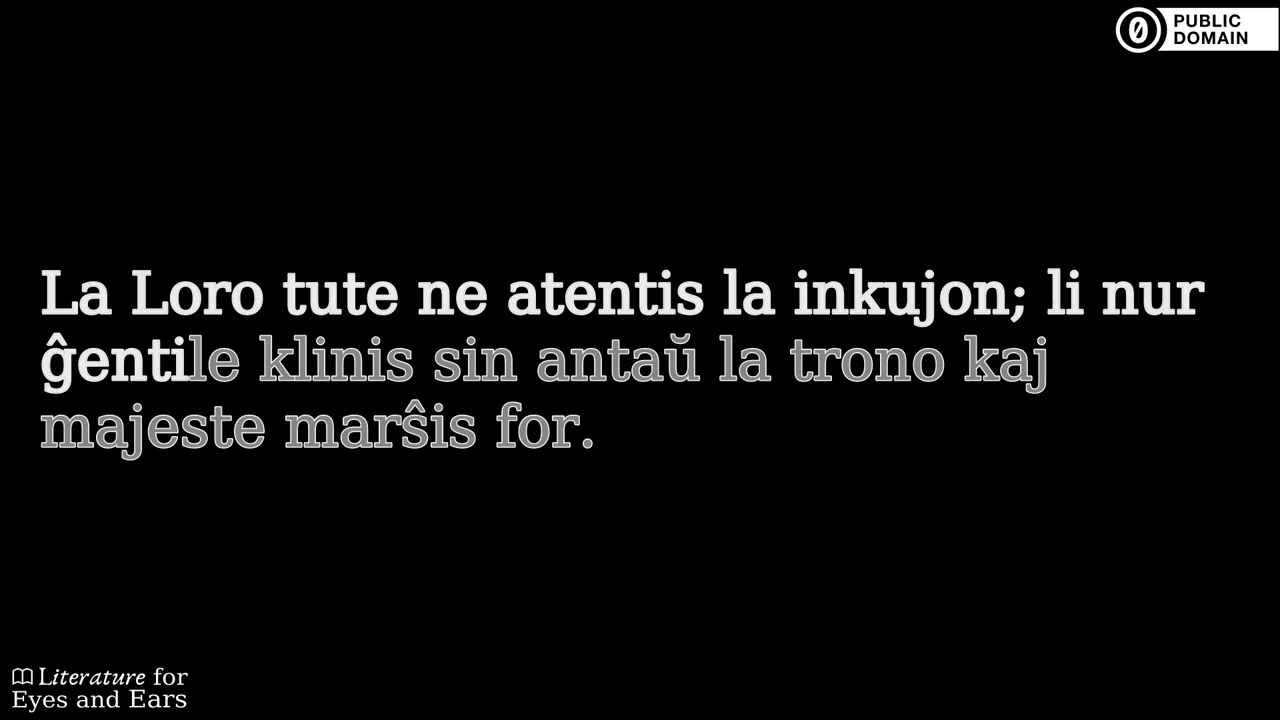 PUBLIC
DOMAIN
La Loro tute ne atentis la inkujon; li nur
ĝentile klinis sin antaŭ la trono kaj
majeste marŝis for.
Literature for
Eyes and Ears